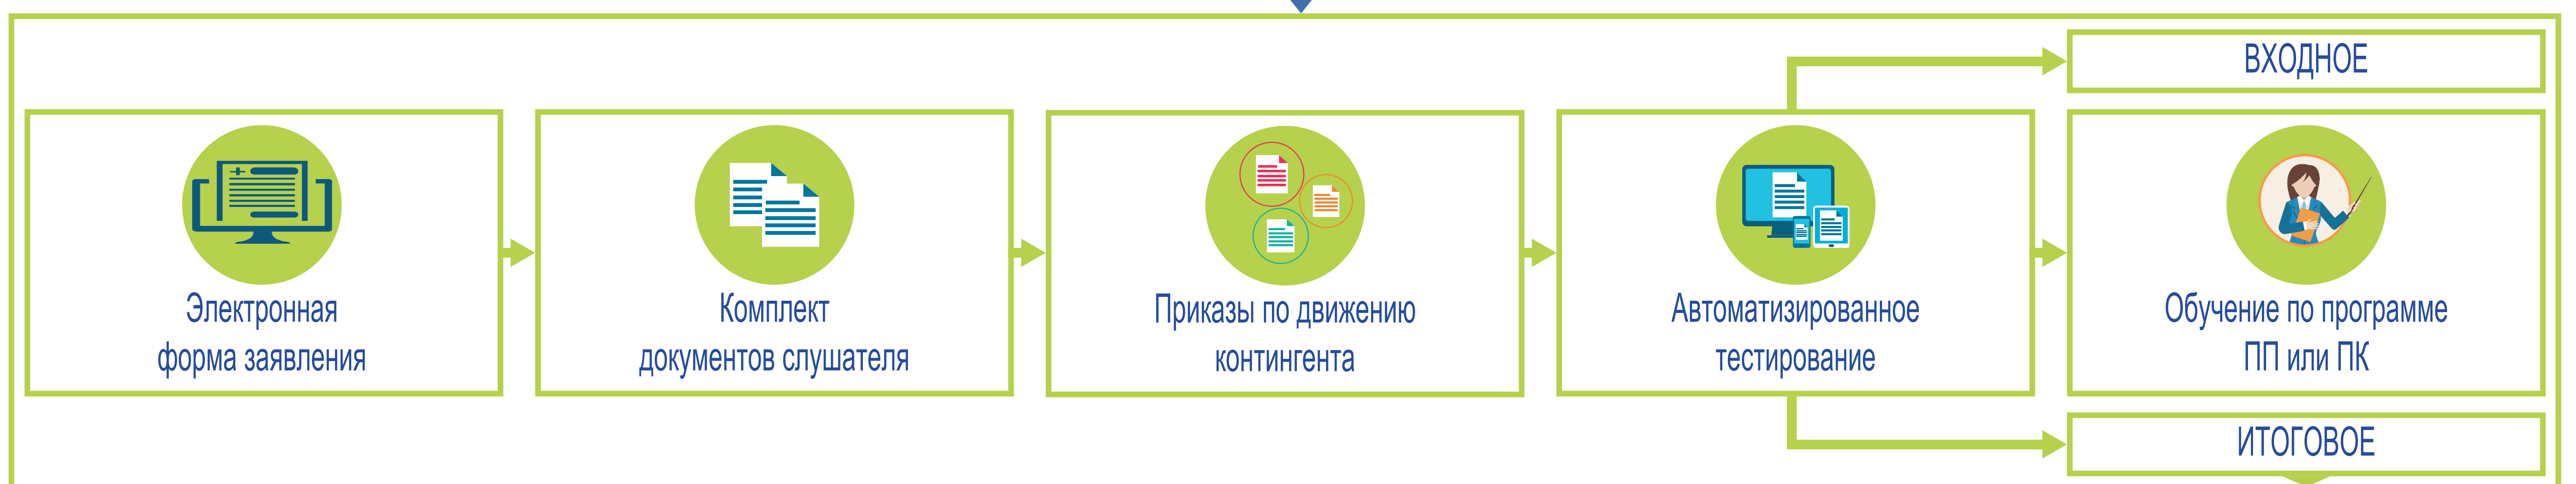 ВХОДНОЕ
Электронная
форма заявления
Комплект
документов слушателя
Приказы по движению
контингента
Автоматизированное
тестирование
Обучение по программе
ПП или ПК
ИТОГОВОЕ